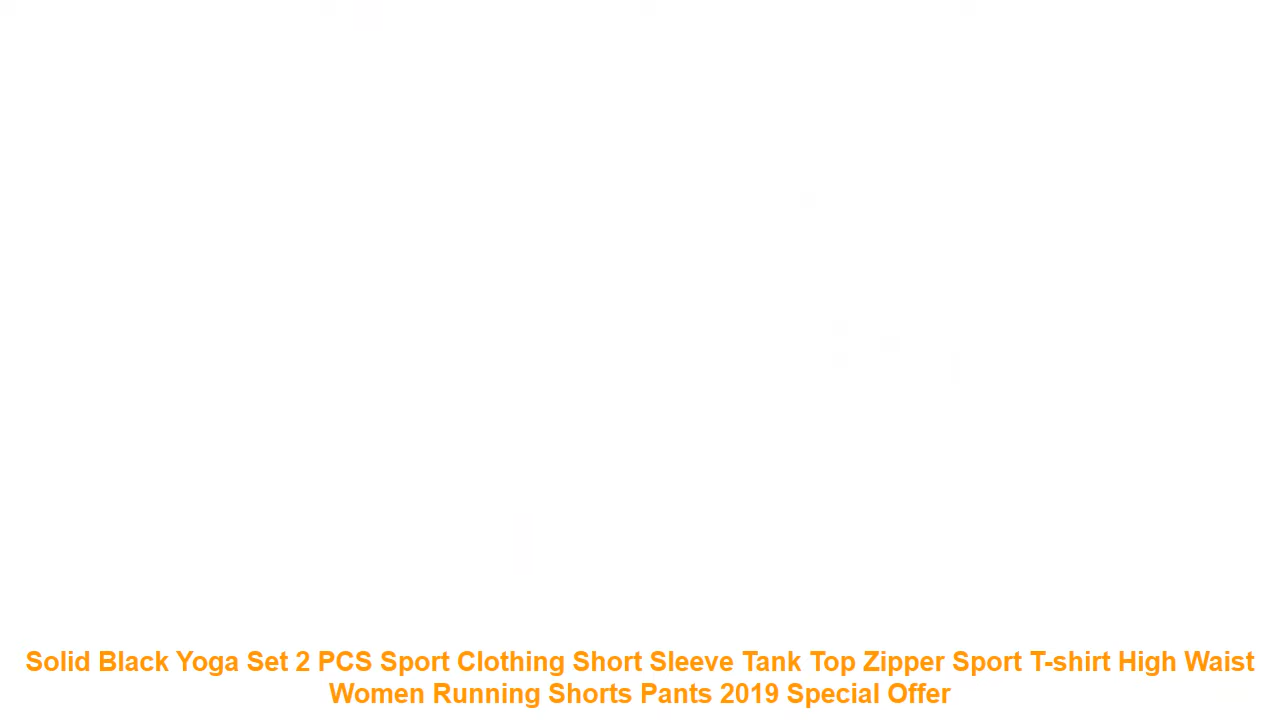 Solid Black Yoga Set 2 PCS Sport Clothing Short Sleeve Tank Top Zipper Sport T-shirt High Waist
Women Running Shorts Pants 2019 Special Offer